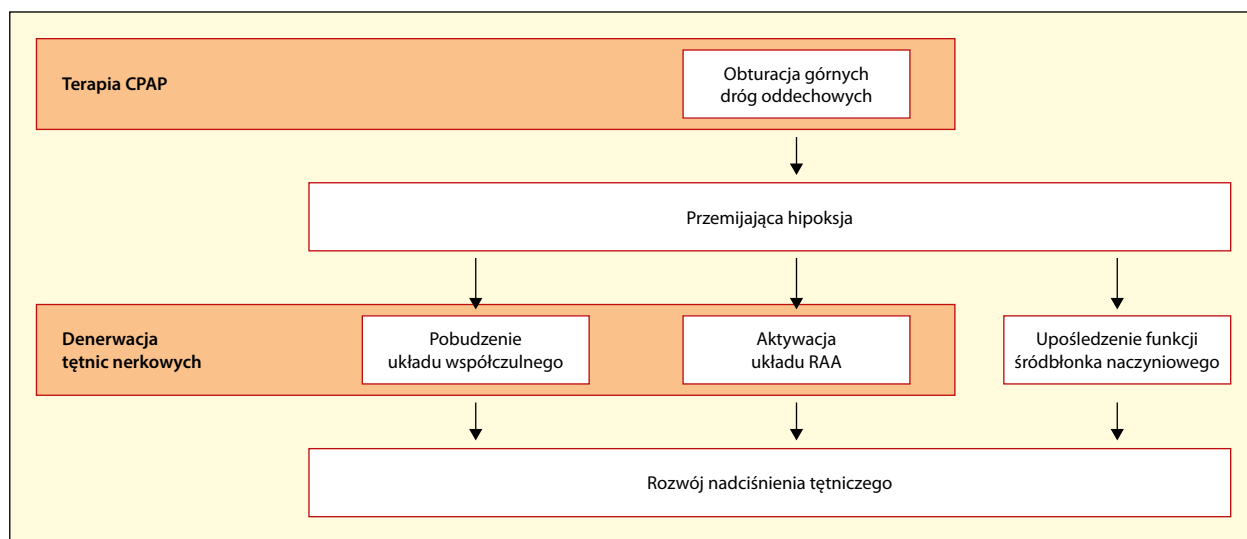 Terapia CPAP
Obturacja górnych
dróg oddechowych
Przemijająca hipoksja
Denerwacja
tętnic nerkowych
Pobudzenie
układu współczulnego
Aktywacja
układu RAA
Upośledzenie funkcji
śródbłonka naczyniowego
Rozwój nadciśnienia tętniczego